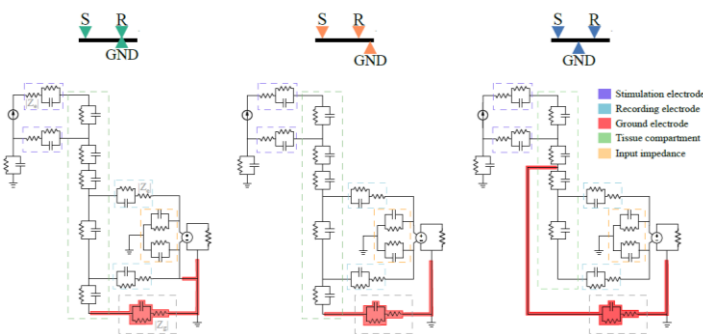 S R
GND
S R
GND
S R
GND
Stimulation electrode
Recording electrode
Ground electrode
Tissue compartment
Input impedance